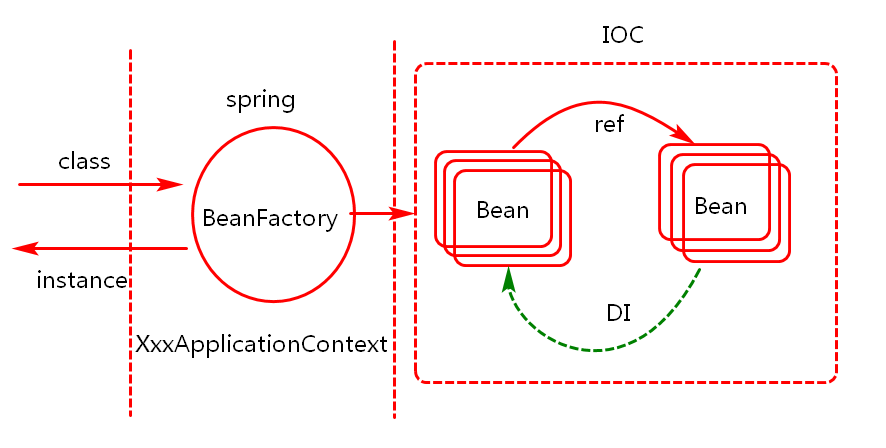 IOC
spring
ref
class
Bean
Bean
BeanFactory
instance
DI
XxxApplicationContext